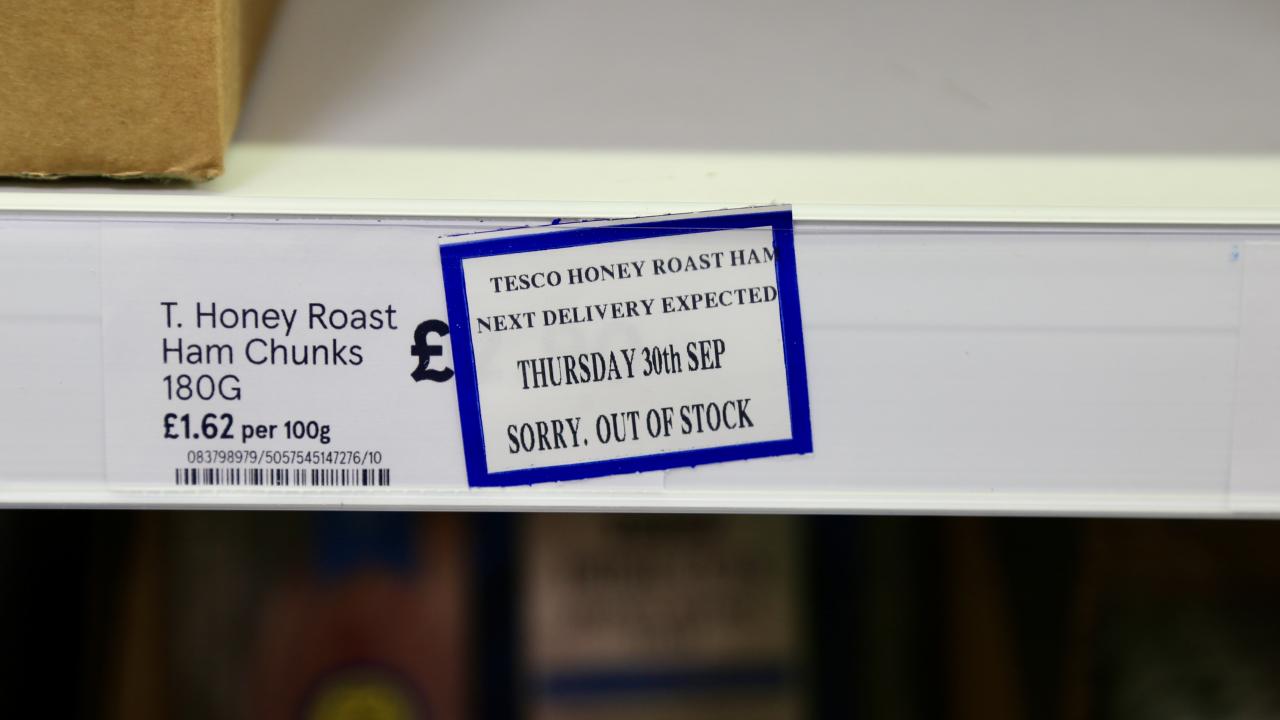 T. Honey Roast
Ham Chunks
180G
£1.62 per 100g
083798979/5057545147276/10
£
TESCO HONEY ROAST HAM
NEXT DELIVERY EXPECTED
THURSDAY 30th SEP
SORRY. OUT OF STOCK